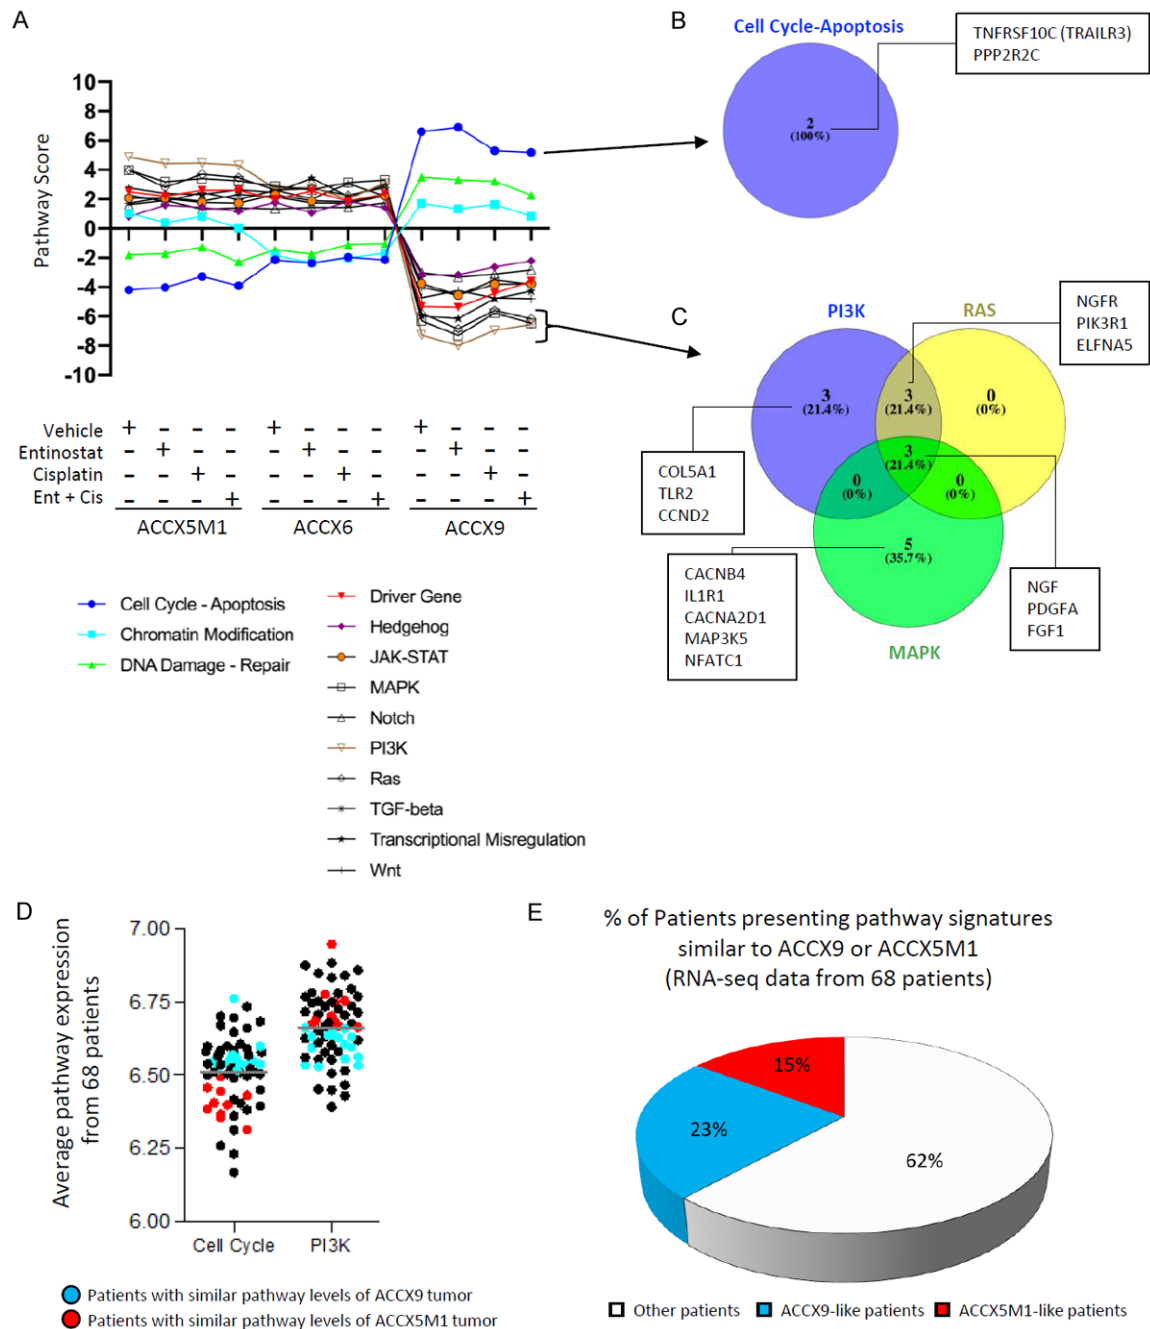 A
Pathway Score
10
8
6
4
2
0
-2
-4
-6
-8
-10
Vehicle + - - - + - - - + - - -
Entinostat - + - - - + - - - + - -
Cisplatin - - + - - - + - - - + -
Ent + Cis - - - + - - - + - - - +
ACCX5M1 ACCX6 ACCX9
Cell Cycle - Apoptosis
Chromatin Modification
DNA Damage - Repair
Driver Gene
Hedgehog
JAK-STAT
MAPK
Notch
PI3K
Ras
TGF-beta
Transcriptional Misregulation
Wnt
B
Cell Cycle-Apoptosis
2
(100%)
TNFRSF10C (TRAILR3)
PPP2R2C
C
PI3K
RAS
MAPK
NGFR
PIK3R1
ELFNA5
3
(21.4%)
3
(21.4%)
0
(0%)
3
(21.4%)
0
(0%)
0
(0%)
5
(35.7%)
COL5A1
TLR2
CCND2
CACNB4
IL1R1
CACNA2D1
MAP3K5
NFATC1
NGF
PDGFA
FGF1
D
Average pathway expression
from 68 patients
7.00
6.75
6.50
6.25
6.00
Cell Cycle
PI3K
Patients with similar pathway levels of ACCX9 tumor
Patients with similar pathway levels of ACCX5M1 tumor
E
% of Patients presenting pathway signatures
similar to ACCX9 or ACCX5M1
(RNA-seq data from 68 patients)
15%
23%
62%
Other patients
ACCX9-like patients
ACCX5M1-like patients